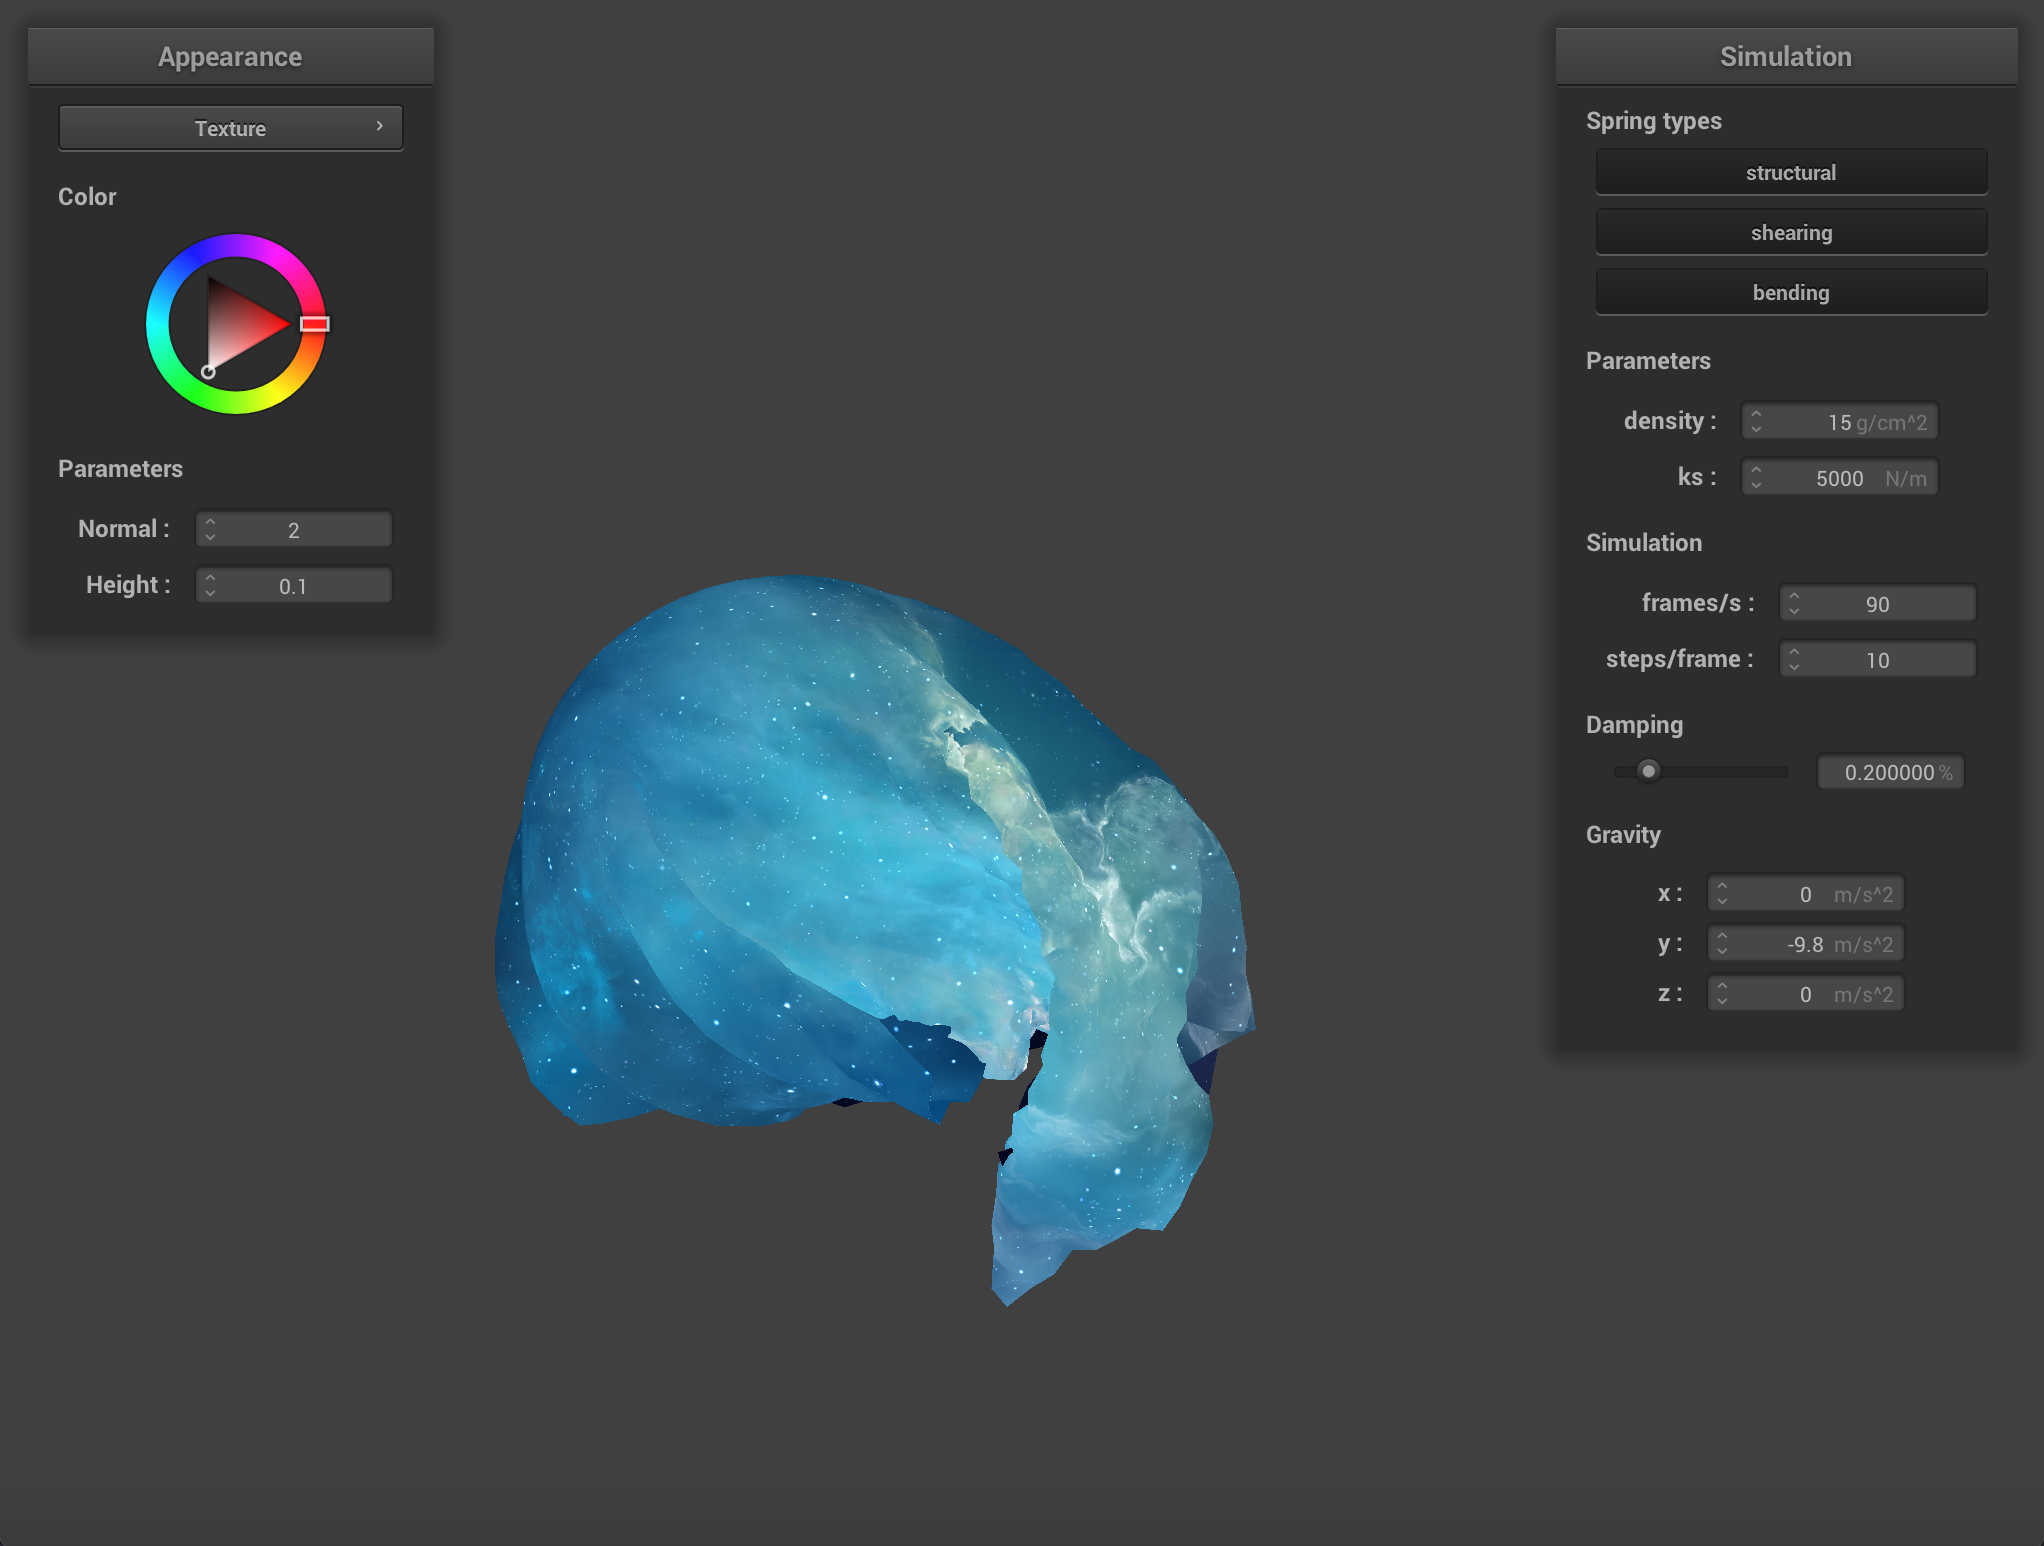 Appearance
Texture
Color
Parameters
Normal : 2
Height : 0.1
Simulation
Spring types
structural
shearing
bending
Parameters
density : 15 g/cm^2
ks : 5000 N/m
Simulation
frames/s : 90
steps/frame : 10
Damping
0.200000 %
Gravity
x : 0 m/s^2
y : -9.8 m/s^2
z : 0 m/s^2